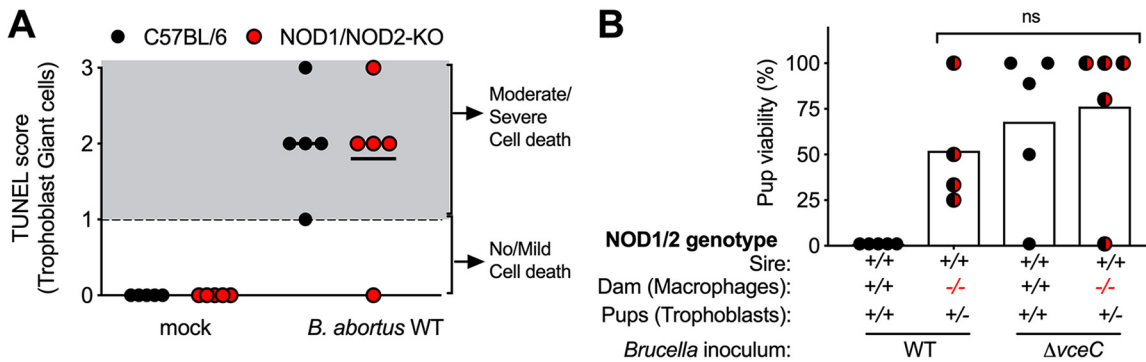 A
C57BL/6 NOD1/NOD2-KO
TUNEL score
(Trophoblast Giant cells)
3
2
1
0
Moderate/
Severe
Cell death
No/Mild
Cell death
mock B. abortus WT
B
ns
Pup viability (%)
100
75
50
25
0
NOD1/2 genotype
Sire: +/+ +/+ +/+ +/+
Dam (Macrophages): +/+ -/- +/+ -/-
Pups (Trophoblasts): +/+ +/- +/+ +/-
Brucella inoculum: WT ΔvceC